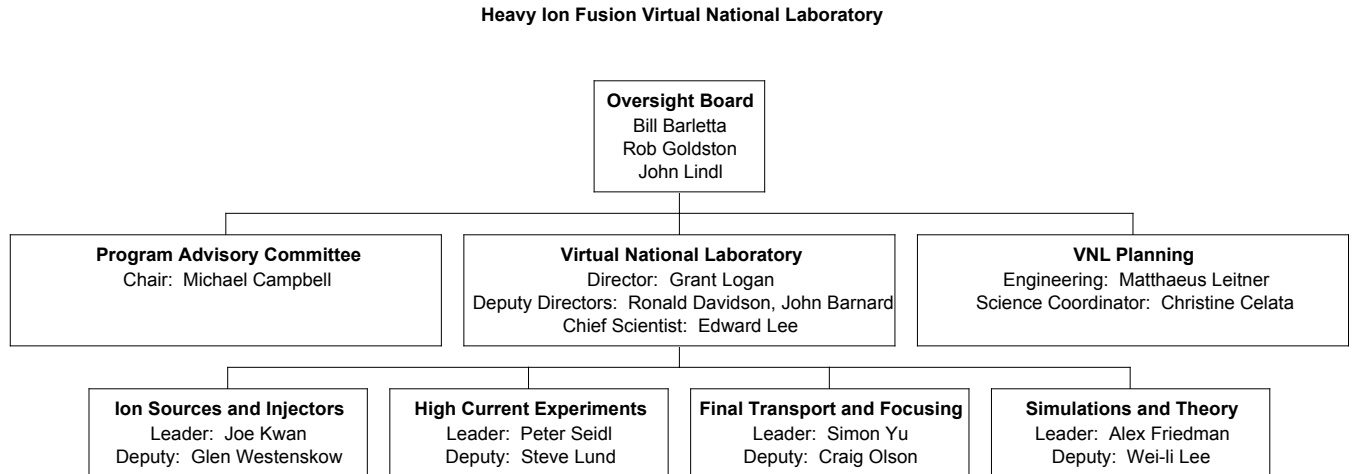 Heavy Ion Fusion Virtual National Laboratory
Oversight Board
Bill Barletta
Rob Goldston
John Lindl
Program Advisory Committee
Chair: Michael Campbell
Virtual National Laboratory
Director: Grant Logan
Deputy Directors: Ronald Davidson, John Barnard
Chief Scientist: Edward Lee
VNL Planning
Engineering: Matthaeus Leitner
Science Coordinator: Christine Celata
Ion Sources and Injectors
Leader: Joe Kwan
Deputy: Glen Westenskow
High Current Experiments
Leader: Peter Seidl
Deputy: Steve Lund
Final Transport and Focusing
Leader: Simon Yu
Deputy: Craig Olson
Simulations and Theory
Leader: Alex Friedman
Deputy: Wei-li Lee